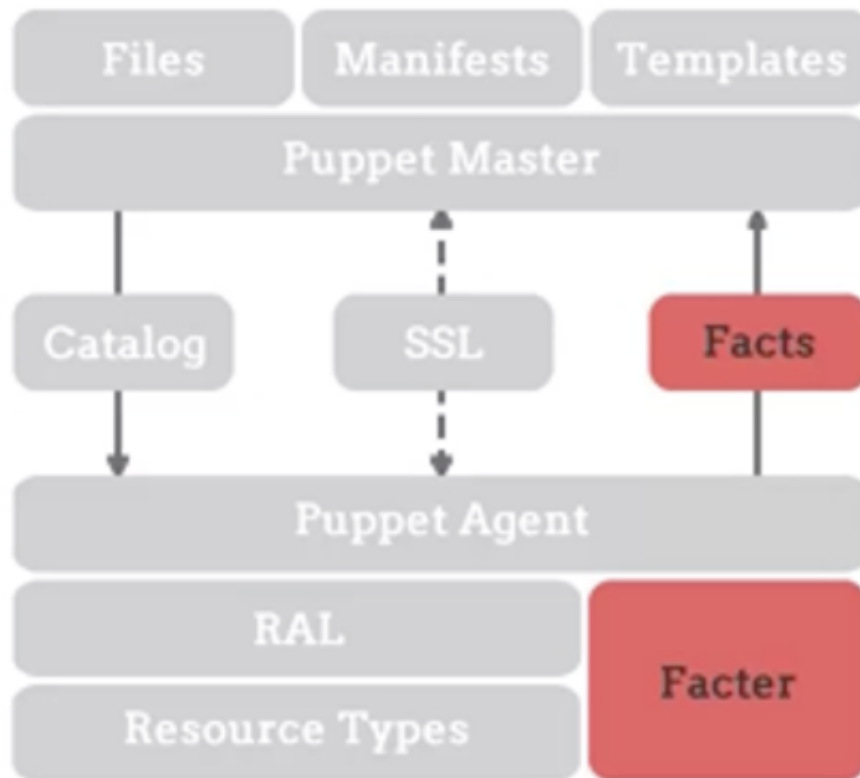 Files
Manifests
Templates
Puppet Master
Catalog
SSL
Facts
Puppet Agent
RAL
Facter
Resource Types